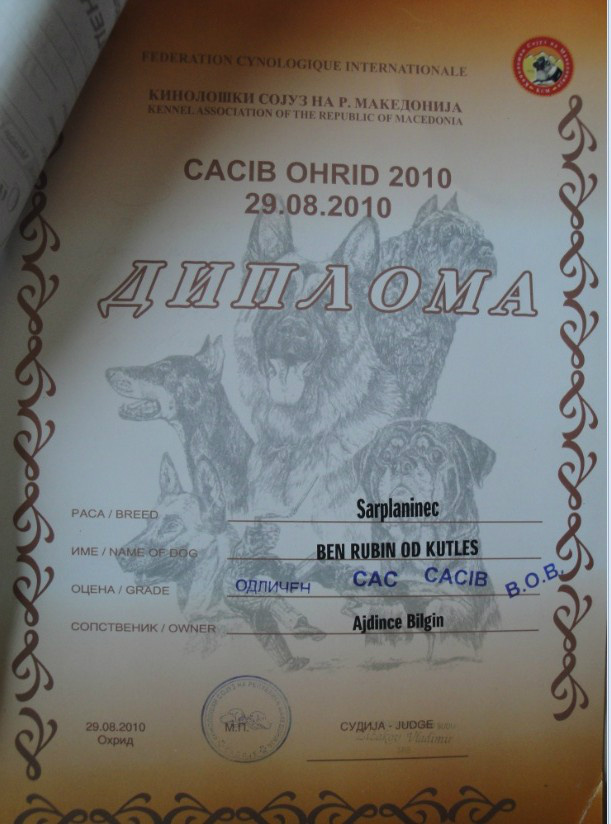 FEDERATION CYNOLOGIQUE INTERNATIONALE
КИНОЛОШКИ СОЈУЗ НА Р. МАКЕДОНИЈА
KENNEL ASSOCIATION OF THE REPUBLIC OF MACEDONIA
CACIB OHRID 2010
29.08.2010
ДИПЛОМА
РАСА / BREED Sarplaninec
ИМЕ / NAME OF DOG BEN RUBIN OD KUTLES
ОЦЕНА / GRADE ОДЛИЧЕН CAC CACIB B.O.B.
СОПСТВЕНИК / OWNER Ajdince Bilgin
29.08.2010 М.П. СУДИЈА - JUDGE
Охрид Vladimir